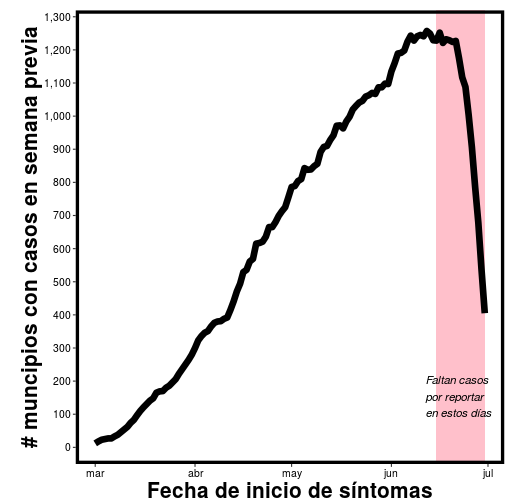 # muncipios con casos en semana previa
1,300
1,200
1,100
1,000
900
800
700
600
500
400
300
200
100
0
Faltan casos
por reportar
en estos días
mar
abr
may
jun
jul
Fecha de inicio de síntomas